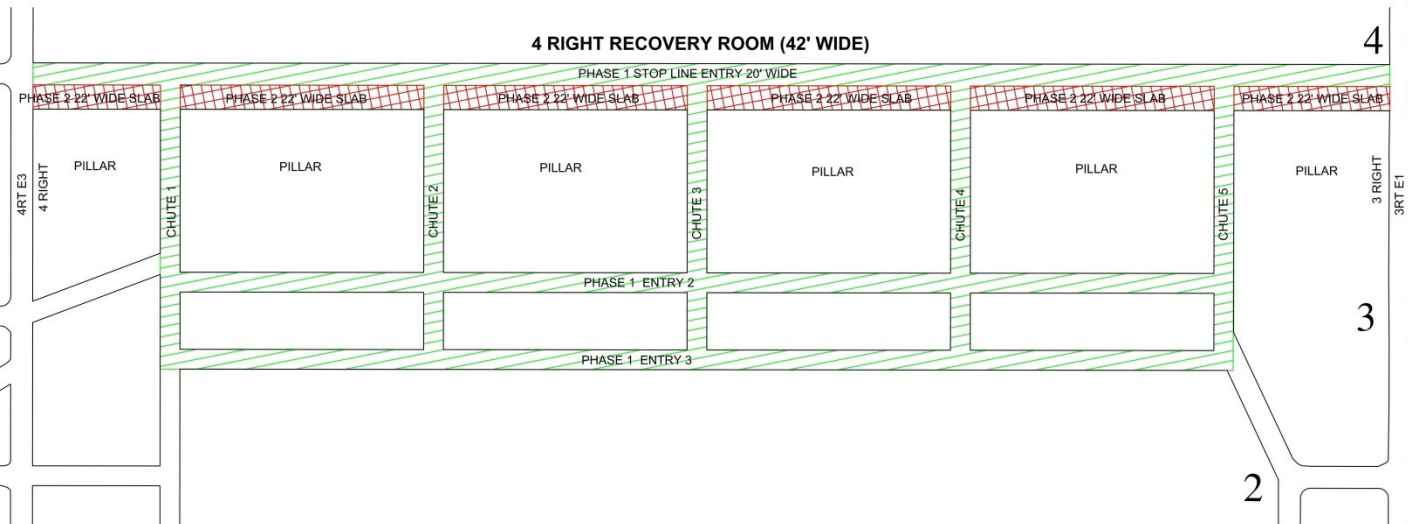 4 RIGHT RECOVERY ROOM (42' WIDE)
4
PHASE 1 STOP LINE ENTRY 20' WIDE
PHASE 2 22' WIDE SLAB
PHASE 2 22' WIDE SLAB
PHASE 2 22' WIDE SLAB
PHASE 2 22' WIDE SLAB
PHASE 2 22' WIDE SLAB
PHASE 2 22' WIDE SLAB
PILLAR
PILLAR
PILLAR
PILLAR
PILLAR
PILLAR
4RT E3
4 RIGHT
CHUTE 1
CHUTE 2
CHUTE 3
CHUTE 4
CHUTE 5
3 RIGHT
3RT E1
PHASE 1 ENTRY 2
3
PHASE 1 ENTRY 3
2